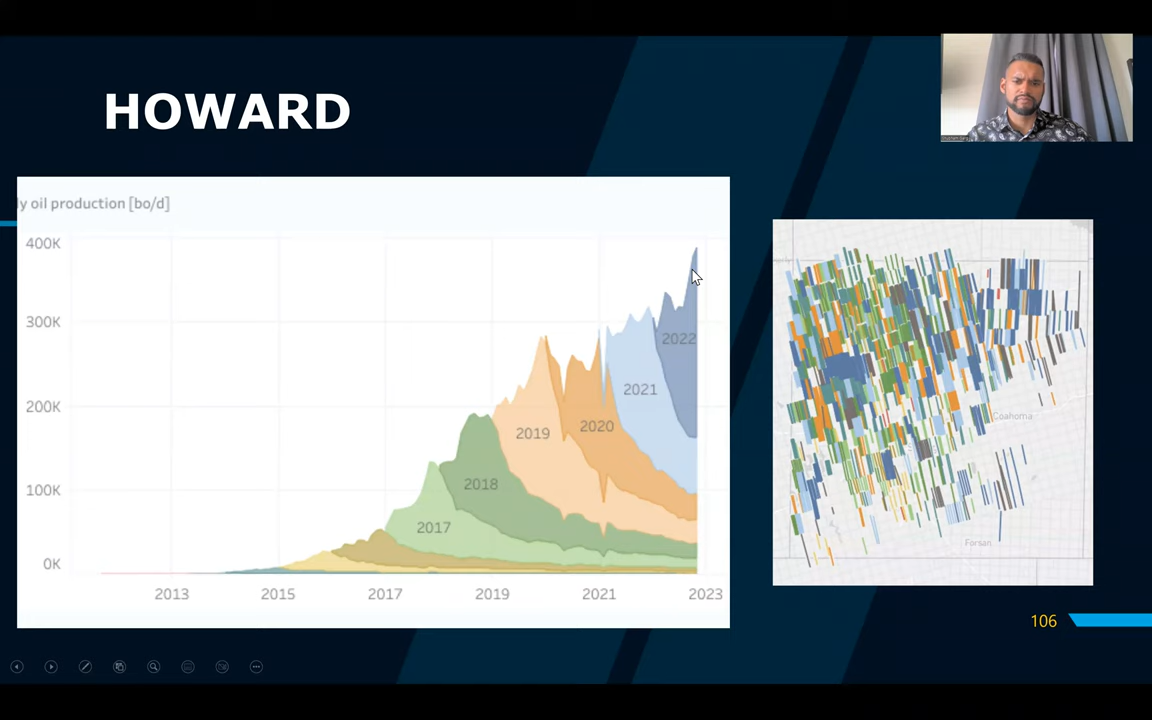 HOWARD
ly oil production [bo/d]
400K
300K
200K
100K
0K
2022
2021
2020
2019
2018
2017
2013
2015
2017
2019
2021
2023
Coahoma
Forsan
106